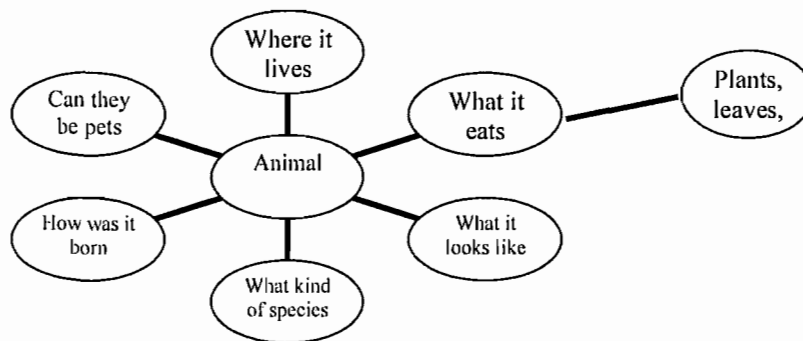 Where it
lives
Can they
be pets
What it
eats
Plants,
leaves,
Animal
How was it
born
What it
looks like
What kind
of species